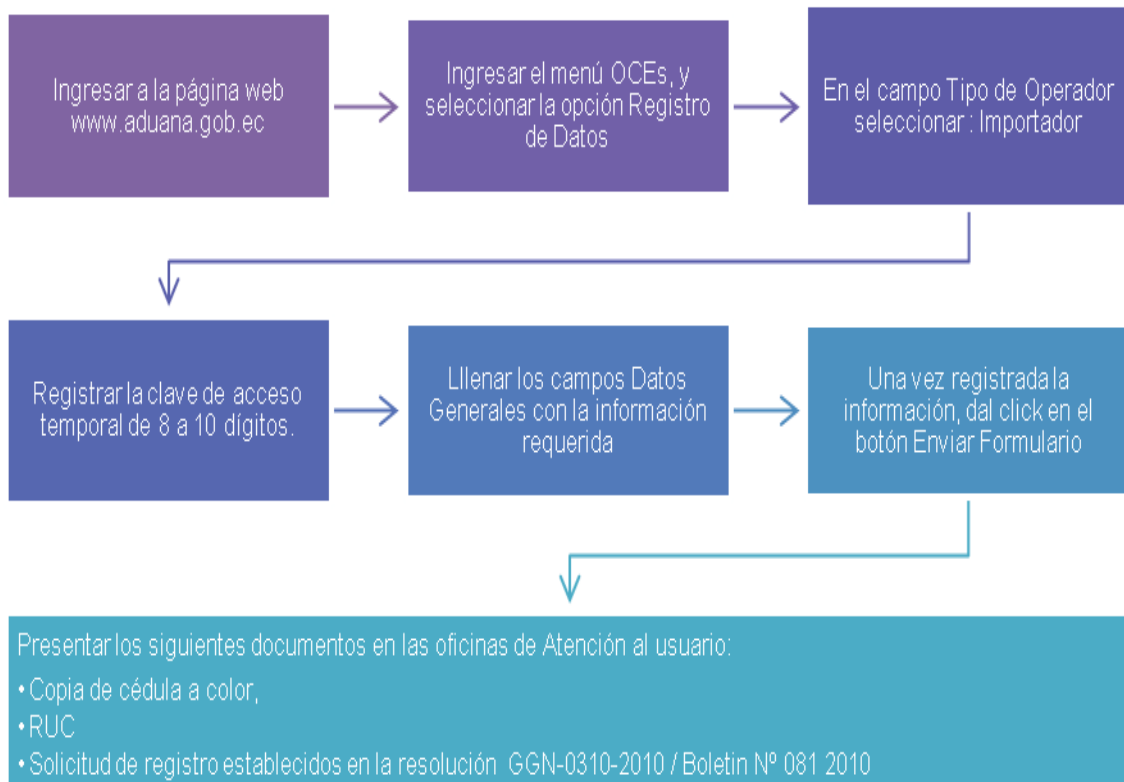 Ingresar a la página web
www.aduana.gob.ec
Ingresar el menú OCEs, y
seleccionar la opción Registro
de Datos
En el campo Tipo de Operador
seleccionar : Importador
Registrar la clave de acceso
temporal de 8 a 10 dígitos.
Lllenar los campos Datos
Generales con la información
requerida
Una vez registrada la
información, dal click en el
botón Enviar Formulario
Presentar los siguientes documentos en las oficinas de Atención al usuario:
• Copia de cédula a color,
• RUC
• Solicitud de registro establecidos en la resolución GGN-0310-2010 / Boletin Nº 081 2010